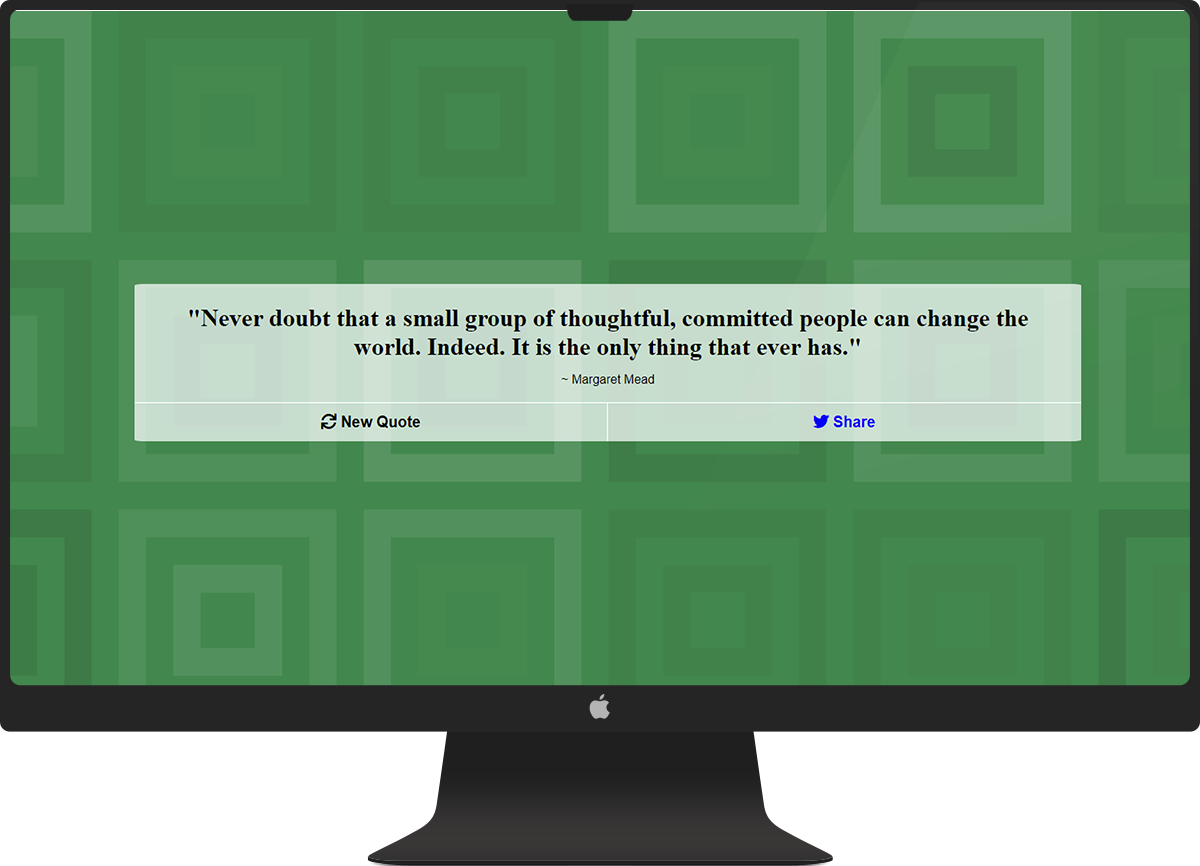 "Never doubt that a small group of thoughtful, committed people can change the
world. Indeed. It is the only thing that ever has."
~ Margaret Mead
New Quote
Share